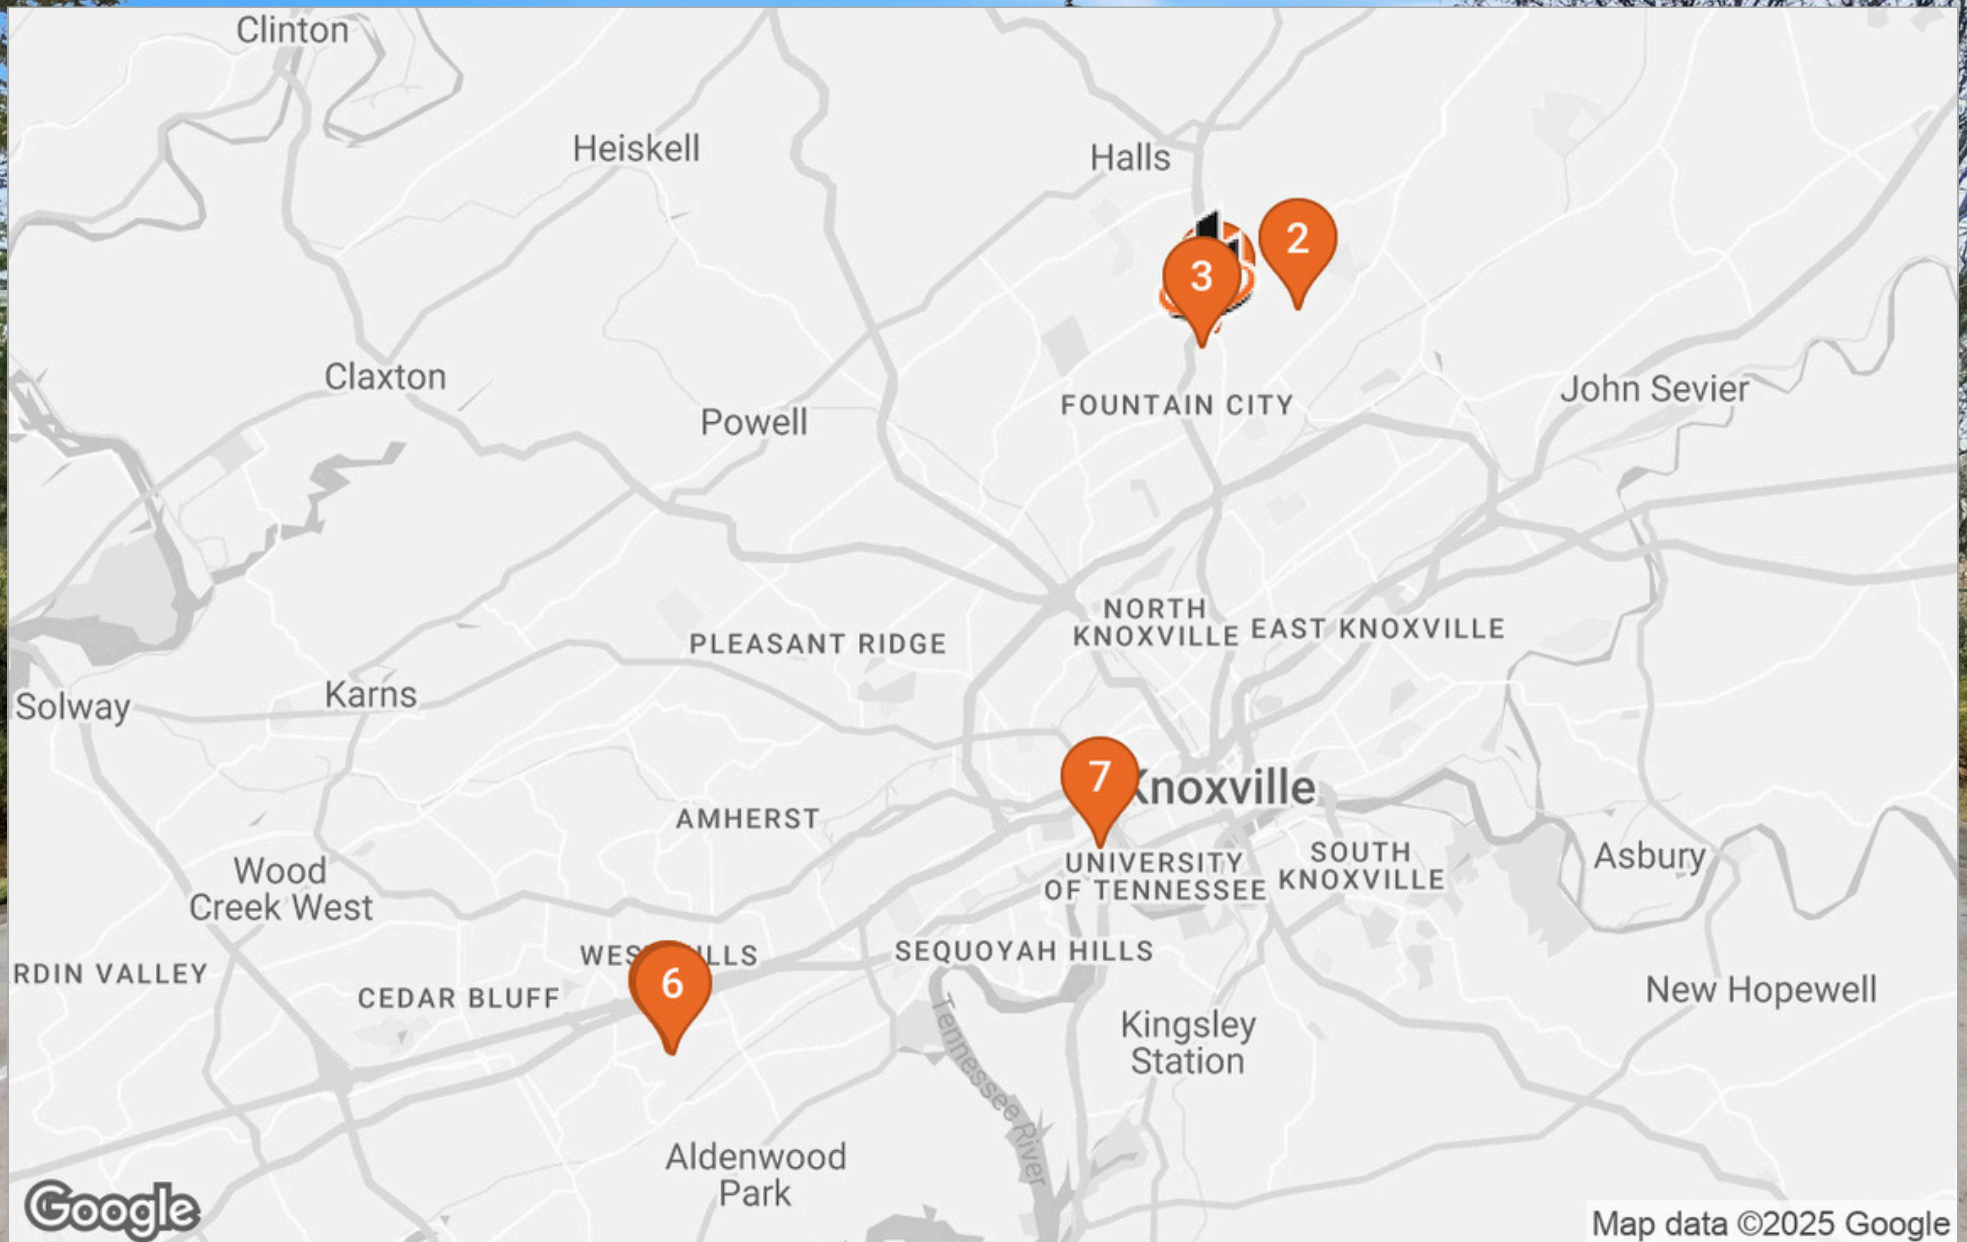 Clinton
Heiskell
Halls
2
3
Claxton
John Sevier
FOUNTAIN CITY
Powell
NORTH
KNOXVILLE
EAST KNOXVILLE
PLEASANT RIDGE
Karns
Solway
7
Knoxville
AMHERST
UNIVERSITY
OF TENNESSEE
SOUTH
KNOXVILLE
Asbury
Wood
Creek West
WEST HILLS
SEQUOYAH HILLS
RDIN VALLEY
6
CEDAR BLUFF
New Hopewell
Kingsley
Station
Tennessee River
Aldenwood
Park
Google
Map data ©2025 Google